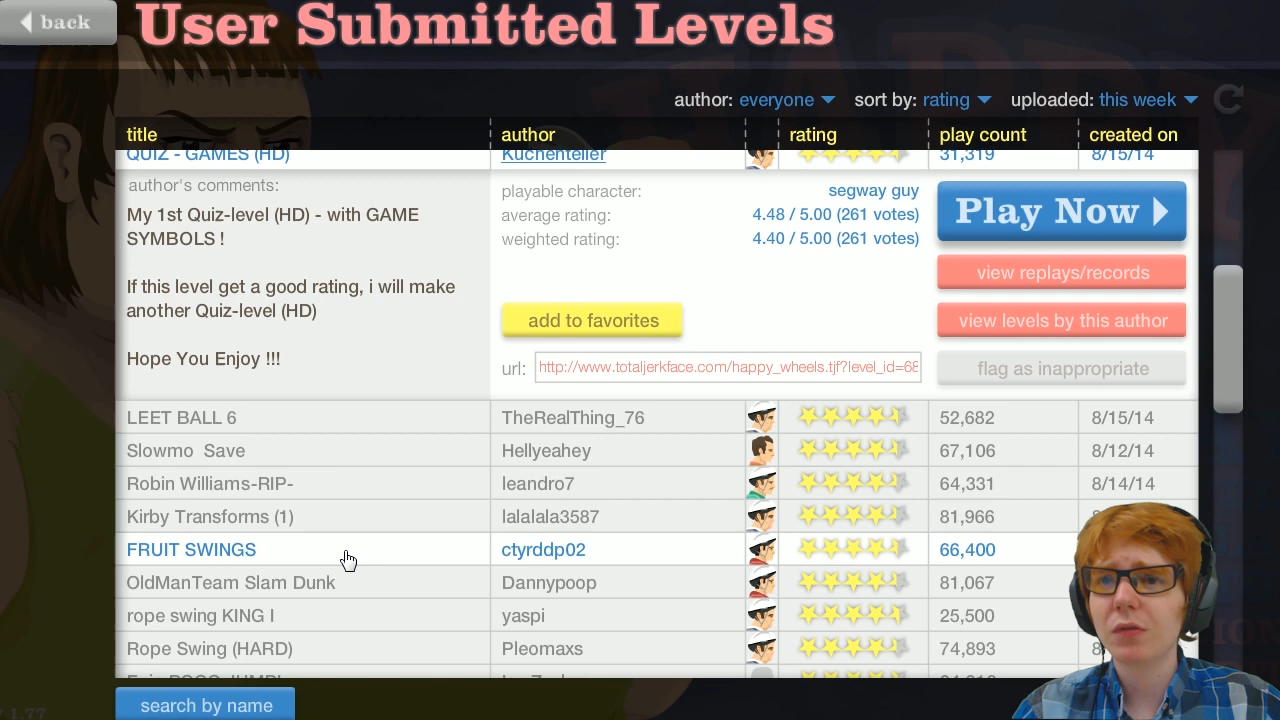 back
User Submitted Levels
author: everyone sort by: rating uploaded: this week
title author rating play count created on
QUIZ - GAMES (HD) Kuchenteller 31,319 8/15/14
author's comments:
My 1st Quiz-level (HD) - with GAME
SYMBOLS !
If this level get a good rating, i will make
another Quiz-level (HD)
Hope You Enjoy !!!
playable character: segway guy
average rating: 4.48 / 5.00 (261 votes)
weighted rating: 4.40 / 5.00 (261 votes)
add to favorites
url: http://www.totaljerkface.com/happy_wheels.tjf?level_id=68
Play Now
view replays/records
view levels by this author
flag as inappropriate
LEET BALL 6 TheRealThing_76 52,682 8/15/14
Slowmo Save Hellyeahey 67,106 8/12/14
Robin Williams-RIP- leandro7 64,331 8/14/14
Kirby Transforms (1) lalalala3587 81,966
FRUIT SWINGS ctyrddp02 66,400
OldManTeam Slam Dunk Dannypoop 81,067
rope swing KING I yaspi 25,500
Rope Swing (HARD) Pleomaxs 74,893
search by name
1.77